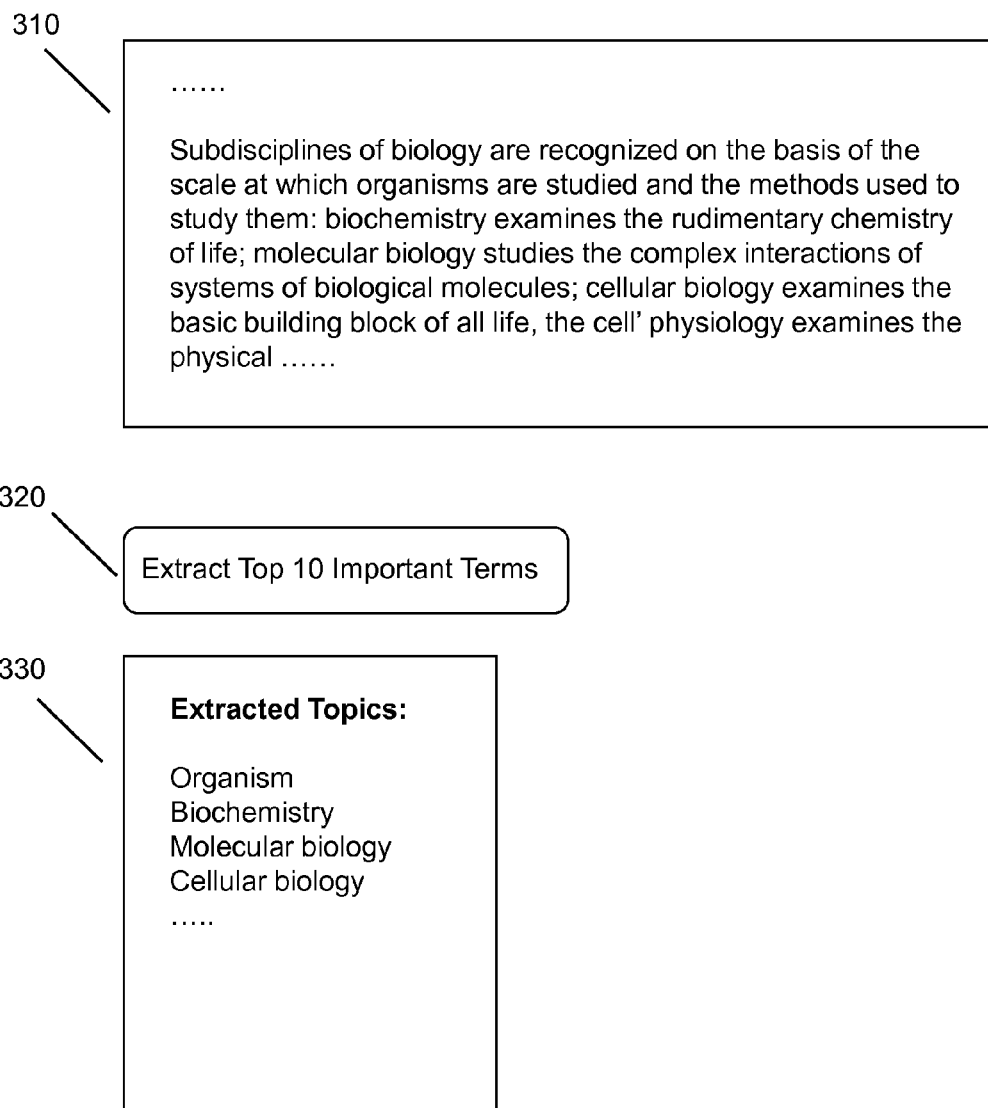 310
……
Subdisciplines of biology are recognized on the basis of the
scale at which organisms are studied and the methods used to
study them: biochemistry examines the rudimentary chemistry
of life; molecular biology studies the complex interactions of
systems of biological molecules; cellular biology examines the
basic building block of all life, the cell’ physiology examines the
physical ……
320
Extract Top 10 Important Terms
330
Extracted Topics:
Organism
Biochemistry
Molecular biology
Cellular biology
…..